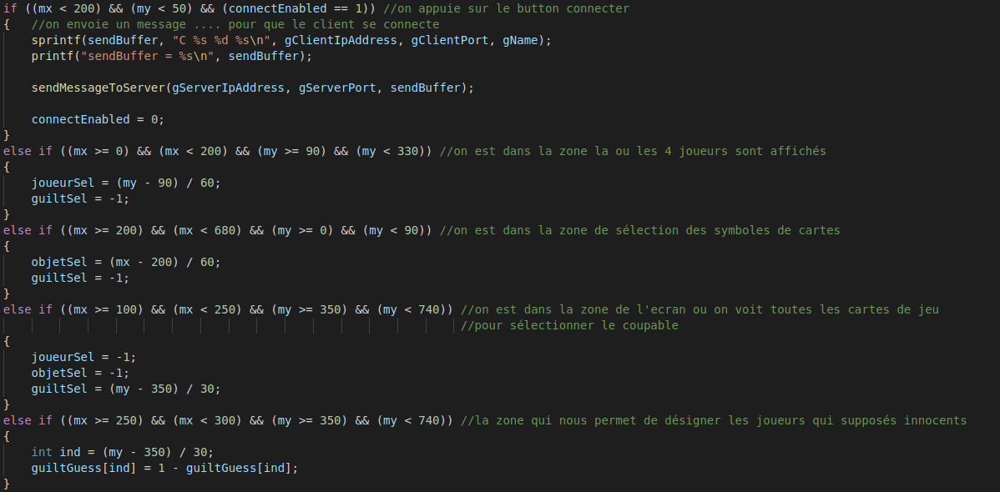 if ((mx < 200) && (my < 50) && (connectEnabled == 1)) //on appuie sur le button connecter
{   //on envoie un message .... pour que le client se connecte
    sprintf(sendBuffer, "C %s %d %s\n", gClientIpAddress, gClientPort, gName);
    printf("sendBuffer = %s\n", sendBuffer);

    sendMessageToServer(gServerIpAddress, gServerPort, sendBuffer);

    connectEnabled = 0;
}
else if ((mx >= 0) && (mx < 200) && (my >= 90) && (my < 330)) //on est dans la zone la ou les 4 joueurs sont affichés
{
    joueurSel = (my - 90) / 60;
    guiltSel = -1;
}
else if ((mx >= 200) && (mx < 680) && (my >= 0) && (my < 90)) //on est dans la zone de sélection des symboles de cartes
{
    objetSel = (mx - 200) / 60;
    guiltSel = -1;
}
else if ((mx >= 100) && (mx < 250) && (my >= 350) && (my < 740)) //on est dans la zone de l'ecran ou on voit toutes les cartes de jeu
                                                                 //pour sélectionner le coupable
{
    joueurSel = -1;
    objetSel = -1;
    guiltSel = (my - 350) / 30;
}
else if ((mx >= 250) && (mx < 300) && (my >= 350) && (my < 740)) //la zone qui nous permet de désigner les joueurs qui supposés innocents
{
    int ind = (my - 350) / 30;
    guiltGuess[ind] = 1 - guiltGuess[ind];
}